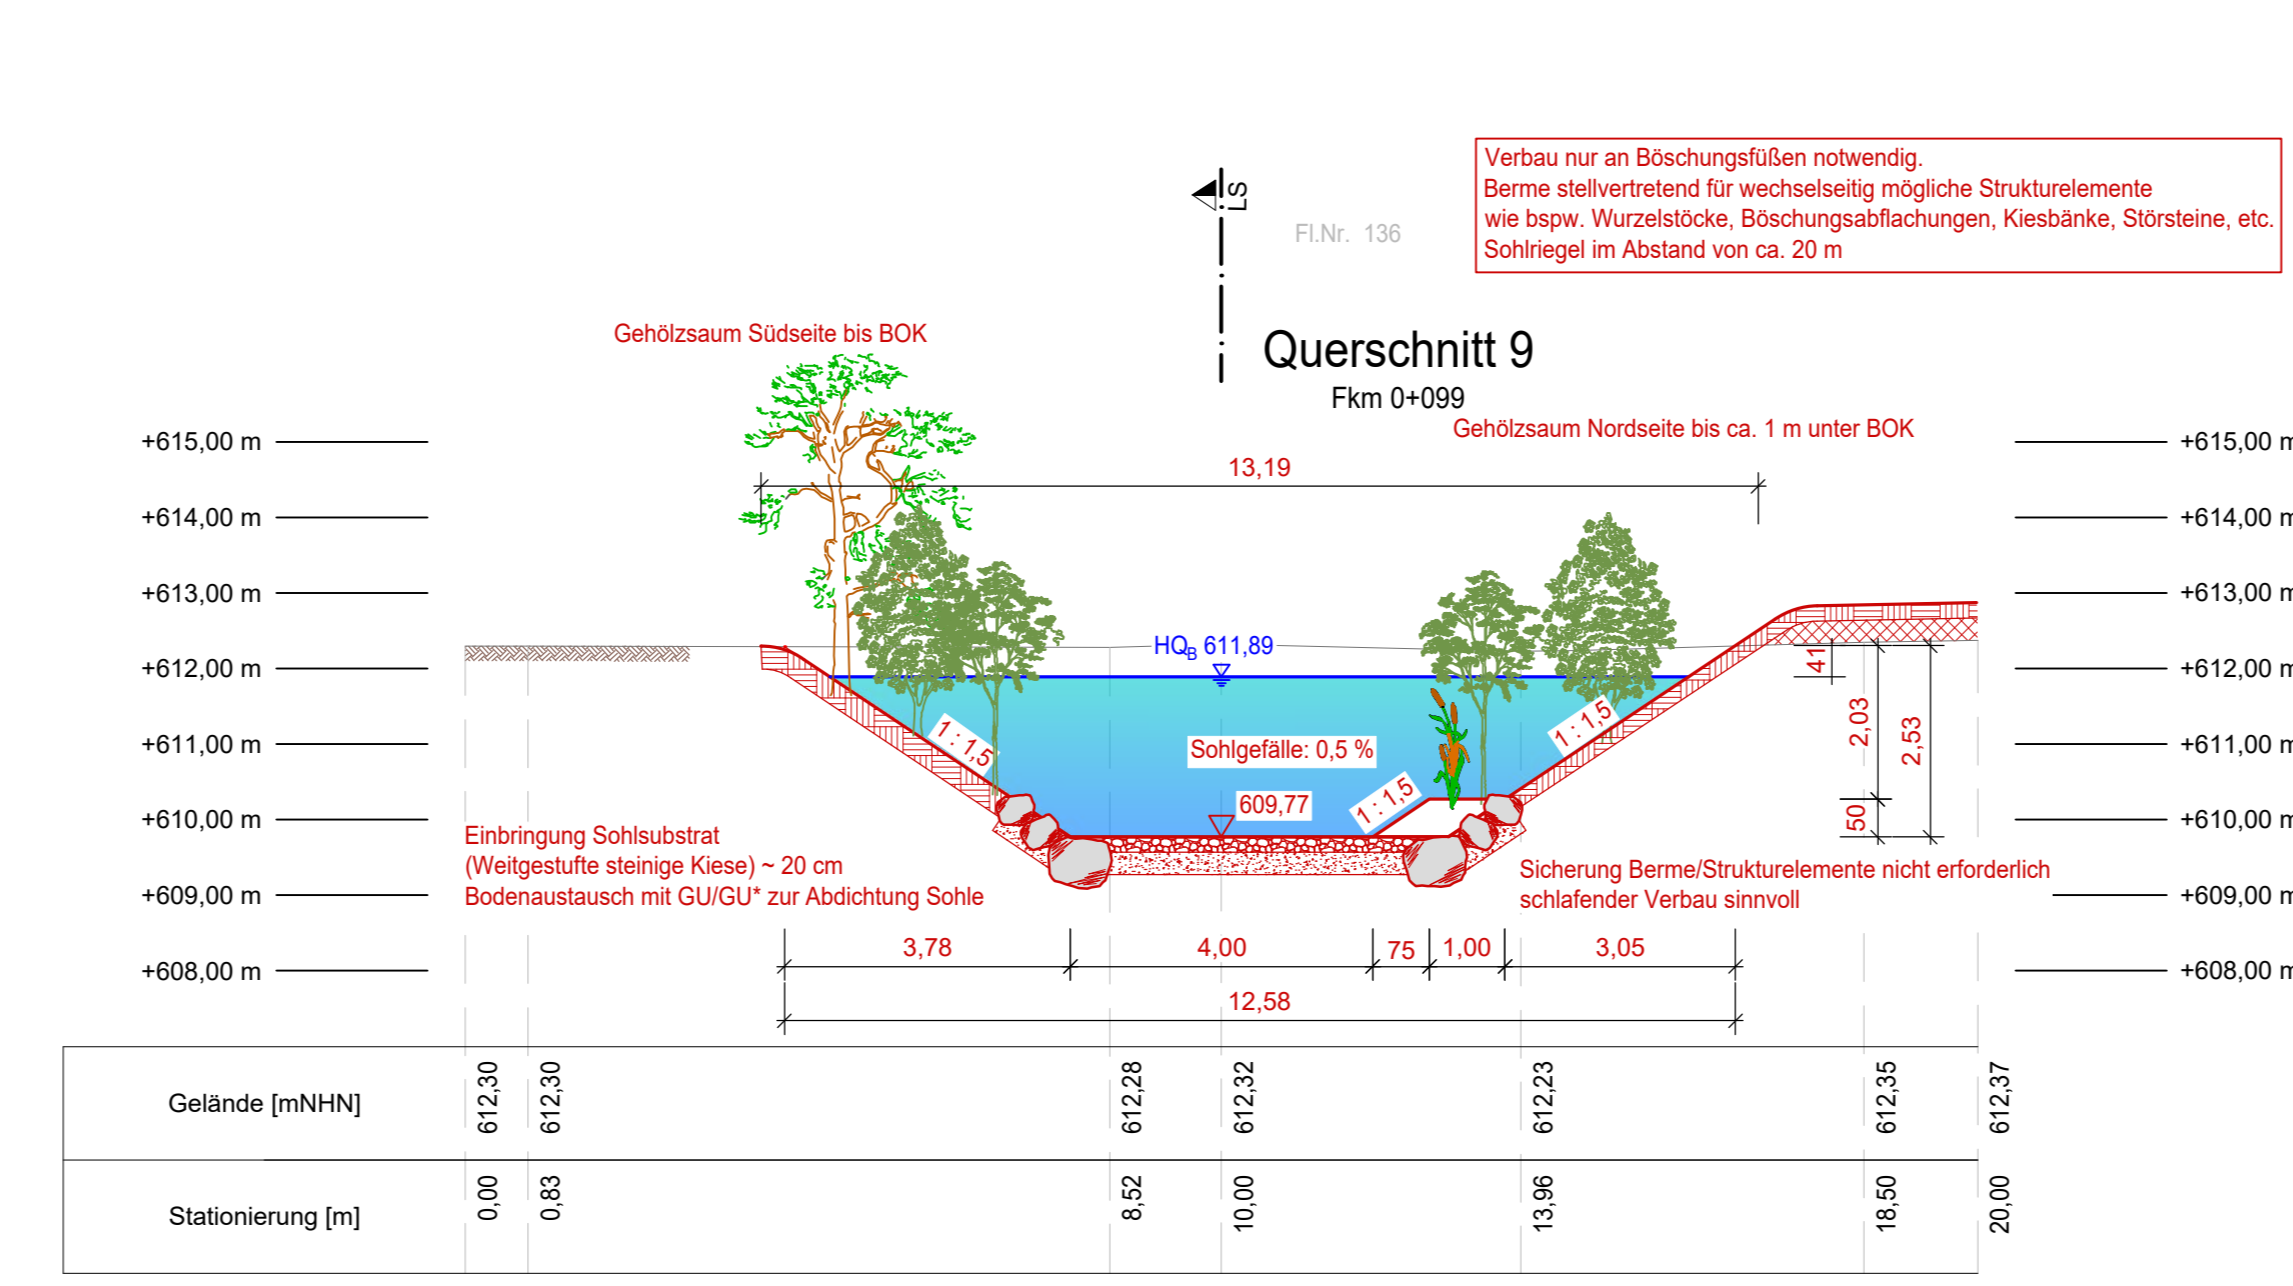 Verbau nur an Böschungsfüßen notwendig.
Berme stellvertretend für wechselseitig mögliche Strukturelemente
wie bspw. Wurzelstöcke, Böschungsabflachungen, Kiesbänke, Störsteine, etc.
Sohlriegel im Abstand von ca. 20 m
LS
Fl.Nr. 136
Gehölzsaum Südseite bis BOK
Querschnitt 9
Fkm 0+099
Gehölzsaum Nordseite bis ca. 1 m unter BOK
+615,00 m
+615,00 m
13,19
+614,00 m
+614,00 m
+613,00 m
+613,00 m
HQB 611,89
+612,00 m
41
+612,00 m
1 : 1,5
1 : 1,5
2,03
2,53
+611,00 m
Sohlgefälle: 0,5 %
+611,00 m
1 : 1,5
609,77
50
+610,00 m
+610,00 m
Einbringung Sohlsubstrat
(Weitgestufte steinige Kiese) ~ 20 cm
Bodenaustausch mit GU/GU* zur Abdichtung Sohle
Sicherung Berme/Strukturelemente nicht erforderlich
schlafender Verbau sinnvoll
+609,00 m
+609,00 m
3,78
4,00
75
1,00
3,05
+608,00 m
+608,00 m
12,58
Gelände [mNHN]
612,30
612,30
612,28
612,32
612,23
612,35
612,37
Stationierung [m]
0,00
0,83
8,52
10,00
13,96
18,50
20,00